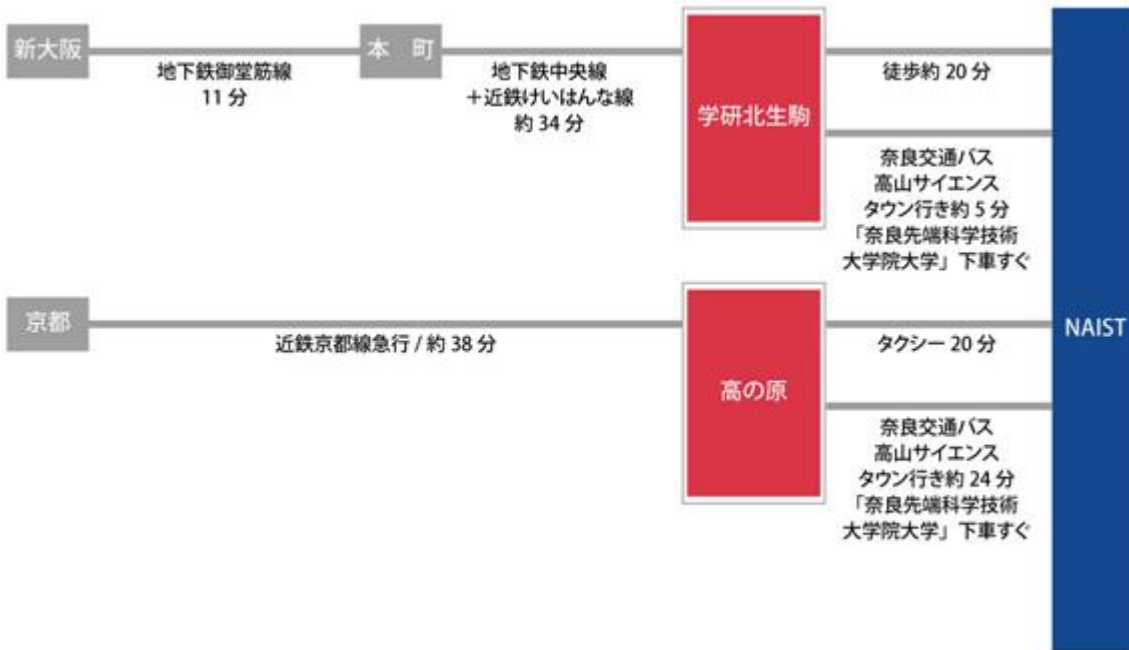 新大阪
地下鉄御堂筋線
11 分
本　町
地下鉄中央線
＋近鉄けいはんな線
約 34 分
学研北生駒
徒歩約 20 分
奈良交通バス
高山サイエンス
タウン行き約 5 分
「奈良先端科学技術
大学院大学」下車すぐ
京都
近鉄京都線急行 / 約 38 分
高の原
タクシー 20 分
奈良交通バス
高山サイエンス
タウン行き約 24 分
「奈良先端科学技術
大学院大学」下車すぐ
NAIST